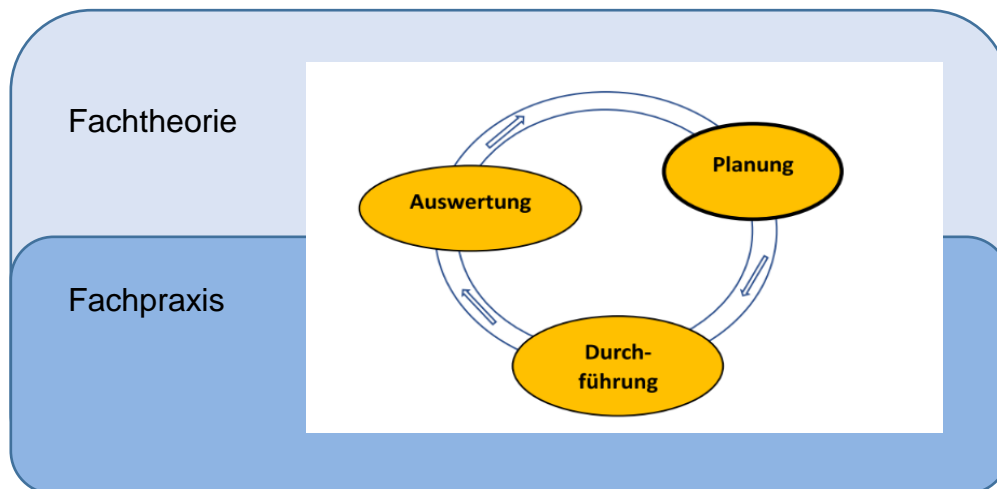 Fachtheorie
Planung
Auswertung
Fachpraxis
Durch-
führung